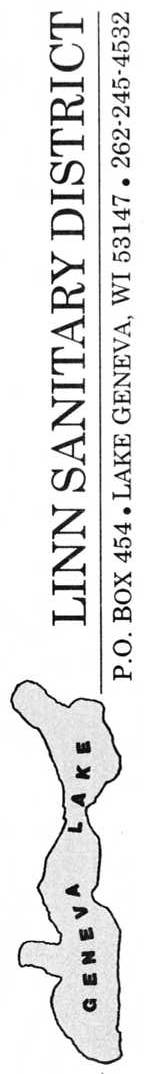 GENEVA LAKE
LINN SANITARY DISTRICT
P.O. BOX 454 • LAKE GENEVA, WI 53147 • 262-245-4532